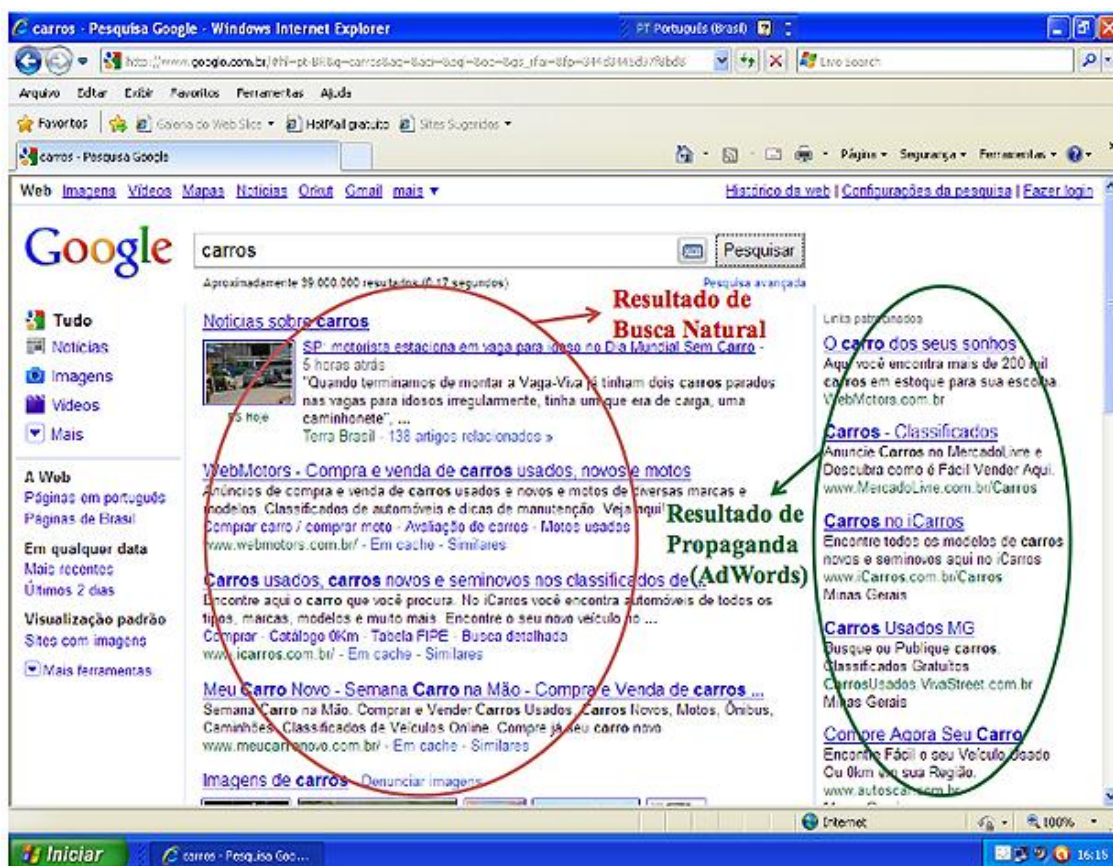 carros - Pesquisa Google - Windows Internet Explorer
PT Português (Brasil)
Live Search
Arquivo Editar Exibir Favoritos Ferramentas Ajuda
Favoritos Galeria do Web Slice HotMail gratuito Sites Sugeridos
carros - Pesquisa Google
Página Segurança Ferramentas
Web Imagens Vídeos Mapas Notícias Orkut Gmail mais ▼
Histórico da web | Configurações da pesquisa | Fazer login
Google
carros
Pesquisar
Aproximadamente 39.000.000 resultados (0,17 segundos)
Pesquisa avançada
Tudo
Notícias
Imagens
Vídeos
Mais
A Web
Páginas em português
Páginas de Brasil
Em qualquer data
Mais recentes
Últimos 2 dias
Visualização padrão
Sites com imagens
Mais ferramentas
Resultado de
Busca Natural
Notícias sobre carros
SP: motorista estaciona em vaga para idoso no Dia Mundial Sem Carro -
5 horas atrás
"Quando terminamos de montar a Vaga-Viva já tinham dois carros parados
nas vagas para idosos irregularmente, tinha um que era de carga, uma
caminhonete", ...
Terra Brasil - 138 artigos relacionados »
Hoje
WebMotors - Compra e venda de carros usados, novos e motos
Anúncios de compra e venda de carros usados e novos e motos de diversas marcas e
modelos. Classificados de automóveis e dicas de manutenção. Veja aqui!
Comprar carro / comprar moto - Avaliação de carros - Motos usados
www.webmotors.com.br/ - Em cache - Similares
Carros usados, carros novos e seminovos nos classificados de ...
Encontre aqui o carro que você procura. No iCarros você encontra automóveis de todos os
tipos, marcas, modelos e muito mais. Encontre o seu novo veículo no ...
Comprar - Catálogo 0Km - Tabela FIPE - Busca detalhada
www.icarros.com.br/ - Em cache - Similares
Meu Carro Novo - Semana Carro na Mão - Compra e Venda de carros ...
Semana Carro na Mão. Comprar e Vender Carros Usados, Carros Novos, Motos, Ônibus,
Caminhões. Classificados de Veículos Online. Compre já seu carro novo
www.meucarronovo.com.br/ - Em cache - Similares
Imagens de carros - Denunciar imagens
Resultado de
Propaganda
(AdWords)
Links patrocinados
O carro dos seus sonhos
Aqui você encontra mais de 200 mil
carros em estoque para sua escolha.
WebMotors.com.br
Carros - Classificados
Anuncie Carros no MercadoLivre e
Descubra como é Fácil Vender Aqui.
www.MercadoLivre.com.br/Carros
Carros no iCarros
Encontre todos os modelos de carros
novos e seminovos aqui no iCarros
www.iCarros.com.br/Carros
Minas Gerais
Carros Usados MG
Busque ou Publique carros.
Classificados Gratuitos
CarrosUsados.VivaStreet.com.br
Minas Gerais
Compre Agora Seu Carro
Encontre Fácil o seu Veículo Usado
Ou 0km em sua Região.
www.autoscar.com.br
Internet
100%
Iniciar
carros - Pesquisa Goo...
16:15